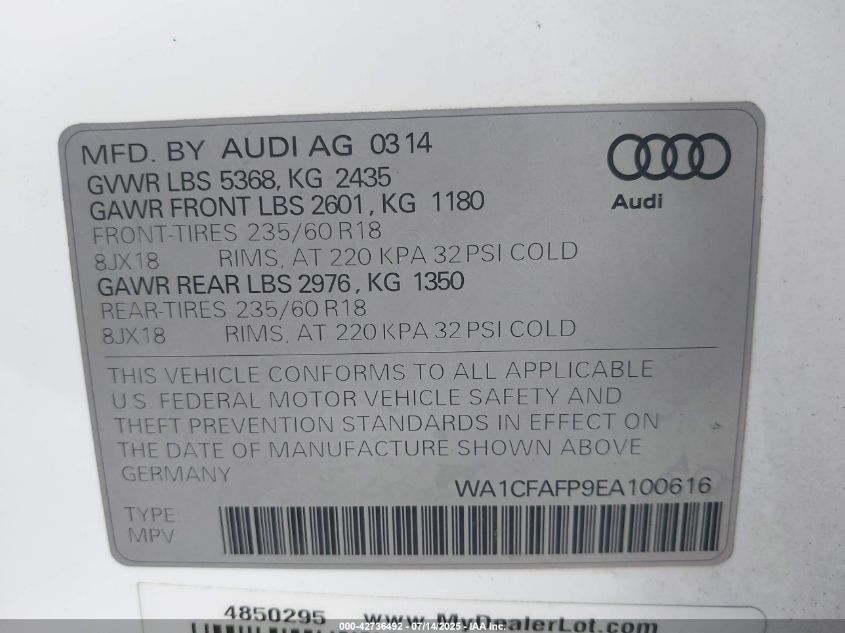 MFD. BY AUDI AG 0314
GVWR LBS 5368, KG 2435
GAWR FRONT LBS 2601, KG 1180
FRONT-TIRES 235/60 R18
8JX18 RIMS, AT 220 KPA 32 PSI COLD
GAWR REAR LBS 2976, KG 1350
REAR-TIRES 235/60 R18
8JX18 RIMS, AT 220 KPA 32 PSI COLD
Audi
THIS VEHICLE CONFORMS TO ALL APPLICABLE
U.S. FEDERAL MOTOR VEHICLE SAFETY AND
THEFT PREVENTION STANDARDS IN EFFECT ON
THE DATE OF MANUFACTURE SHOWN ABOVE
GERMANY
WA1CFAFP9EA100616
TYPE:
MPV
4850295 www.MyDealerLot.com
000-42736492 - 07/14/2025 - IAA Inc.